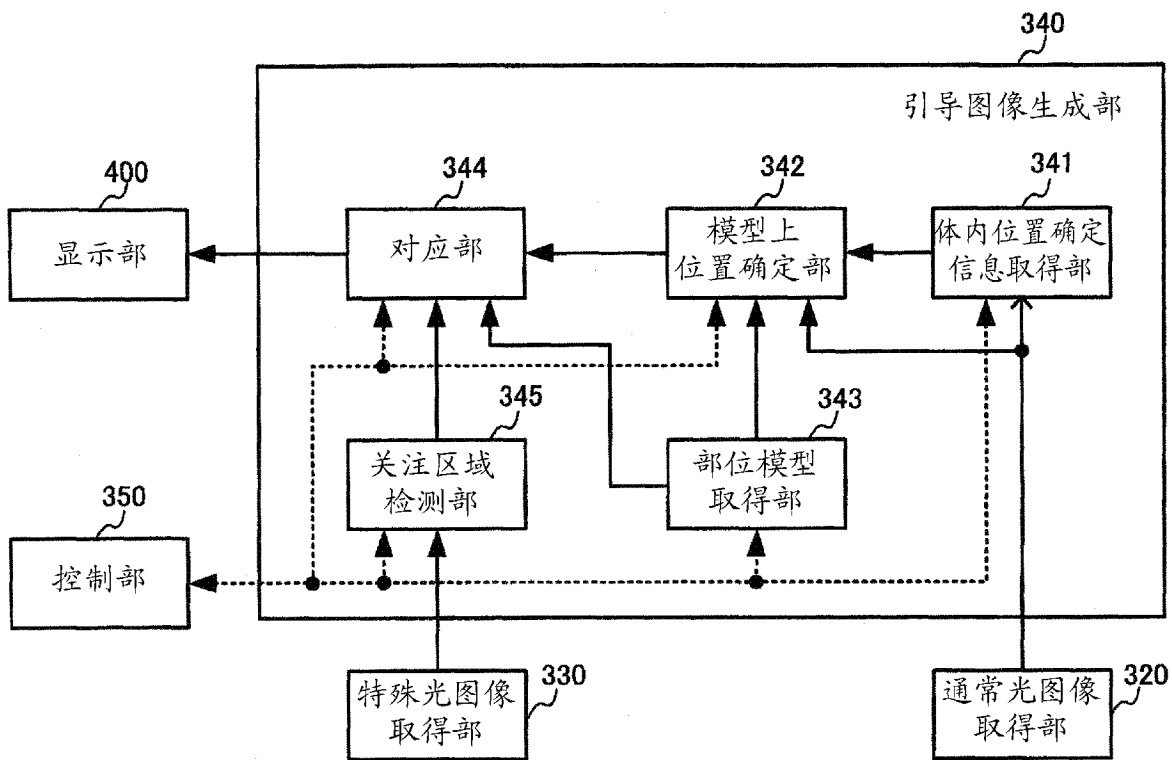 340
引导图像生成部
400
显示部
344
对应部
342
模型上
位置确定部
341
体内位置确定
信息取得部
345
关注区域
检测部
343
部位模型
取得部
350
控制部
特殊光图像
取得部
330
通常光图像
取得部
320